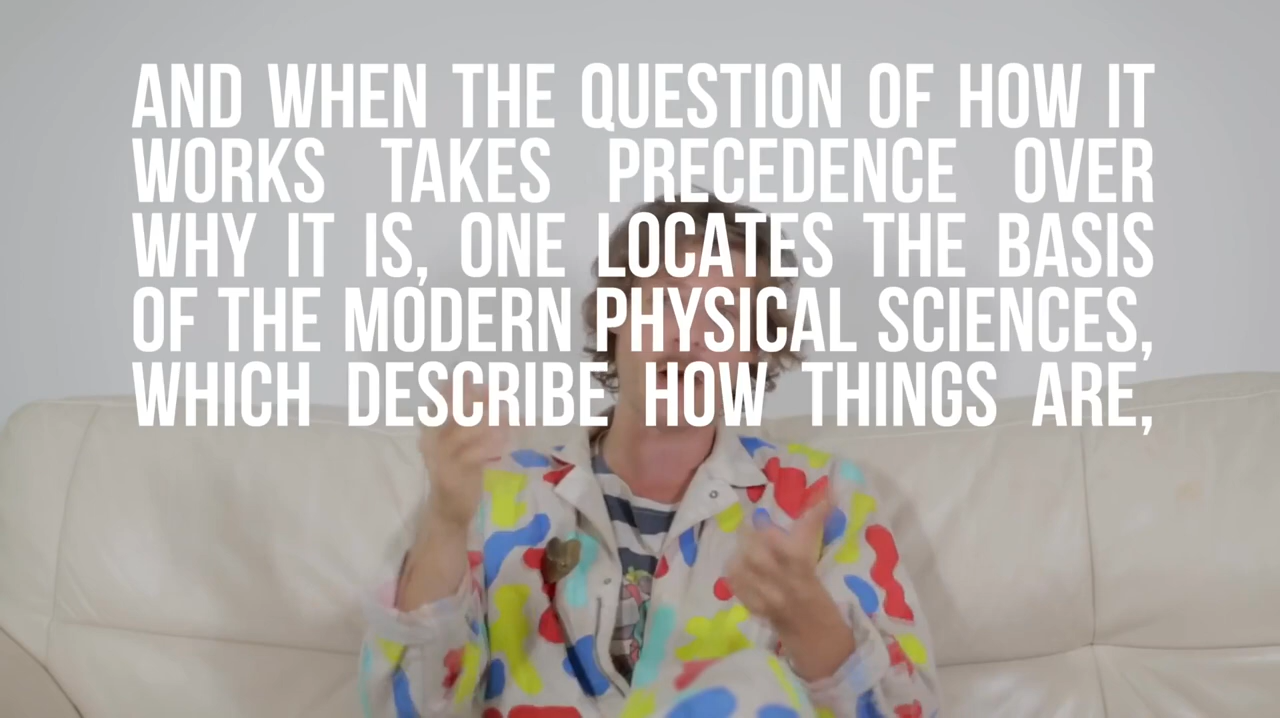 AND WHEN THE QUESTION OF HOW IT
WORKS TAKES PRECEDENCE OVER
WHY IT IS, ONE LOCATES THE BASIS
OF THE MODERN PHYSICAL SCIENCES,
WHICH DESCRIBE HOW THINGS ARE,